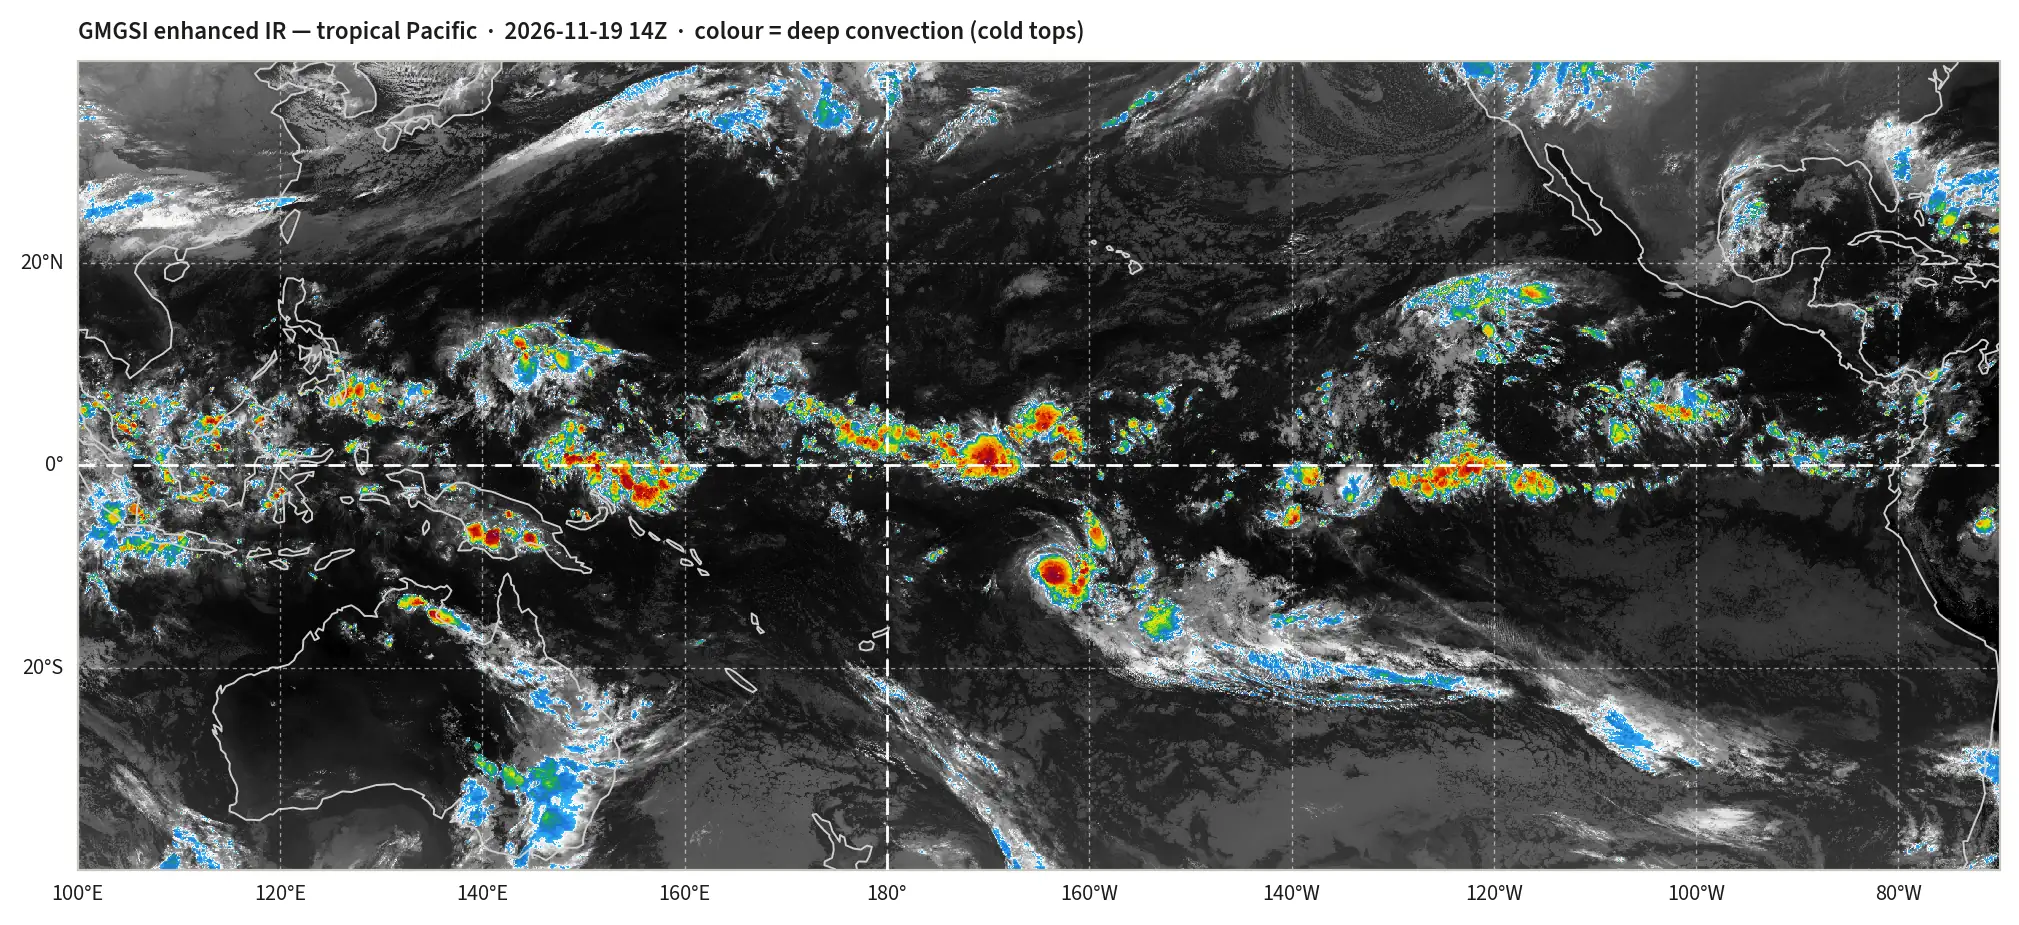 GMGSI enhanced IR — tropical Pacific · 2026-11-19 14Z · colour = deep convection (cold tops)
20°N
0°
20°S
100°E 120°E 140°E 160°E 180° 160°W 140°W 120°W 100°W 80°W